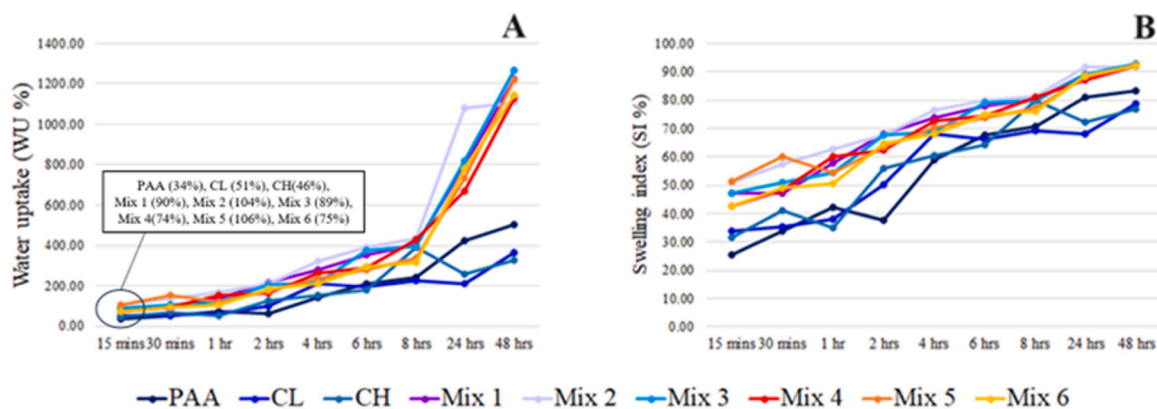 A
Water uptake (WU %)
1400.00
1200.00
1000.00
800.00
600.00
400.00
200.00
0.00
PAA (34%), CL (51%), CH(46%),
Mix 1 (90%), Mix 2 (104%), Mix 3 (89%),
Mix 4(74%), Mix 5 (106%), Mix 6 (75%)
15 mins 30 mins 1 hr 2 hrs 4 hrs 6 hrs 8 hrs 24 hrs 48 hrs
B
Swelling index (SI %)
100.00
90.00
80.00
70.00
60.00
50.00
40.00
30.00
20.00
10.00
0.00
15 mins 30 mins 1 hr 2 hrs 4 hrs 6 hrs 8 hrs 24 hrs 48 hrs
PAA CL CH Mix 1 Mix 2 Mix 3 Mix 4 Mix 5 Mix 6